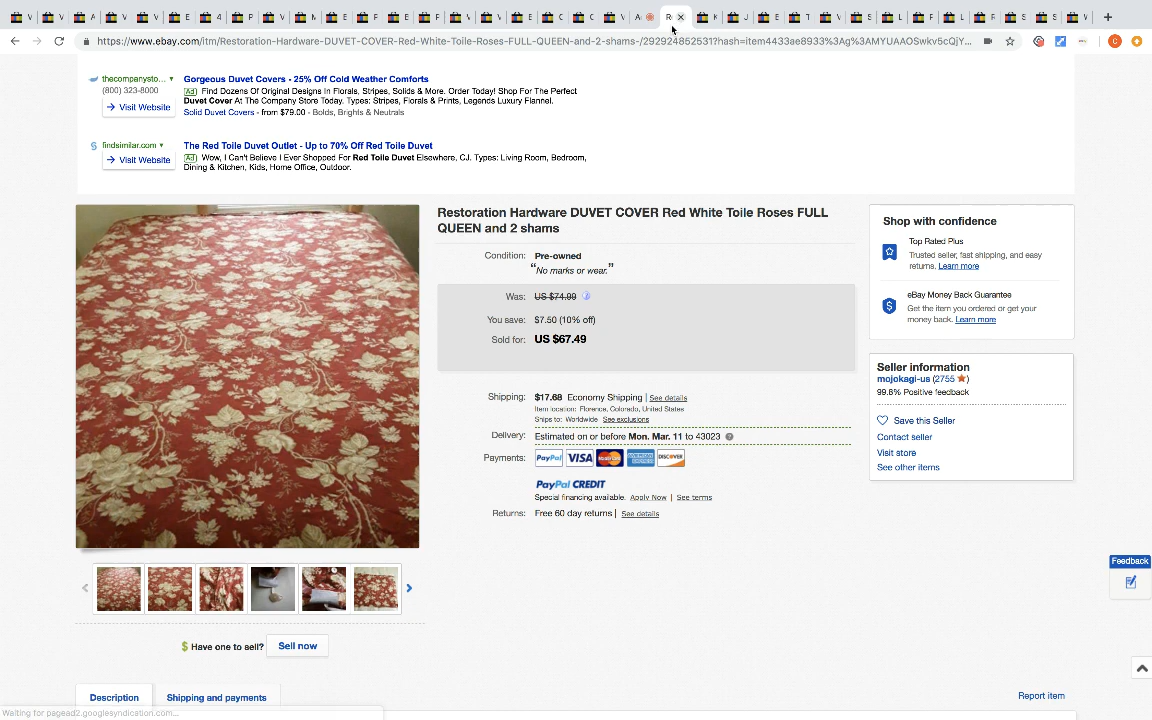 https://www.ebay.com/itm/Restoration-Hardware-DUVET-COVER-Red-White-Toile-Roses-FULL-QUEEN-and-2-shams-/292924862531?hash=item4433ae8933%3Ag%3AMYUAAOSwkv5cQjY...
thecompanysto...
(800) 323-8000
Visit Website
Gorgeous Duvet Covers - 25% Off Cold Weather Comforts
Ad Find Dozens Of Original Designs In Florals, Stripes, Solids & More. Order Today! Shop For The Perfect
Duvet Cover At The Company Store Today. Types: Stripes, Florals & Prints, Legends Luxury Flannel.
Solid Duvet Covers - from $79.00 - Bolds, Brights & Neutrals
findsimilar.com
Visit Website
The Red Toile Duvet Outlet - Up to 70% Off Red Toile Duvet
Ad Wow, I Can't Believe I Ever Shopped For Red Toile Duvet Elsewhere, CJ. Types: Living Room, Bedroom,
Dining & Kitchen, Kids, Home Office, Outdoor.
Restoration Hardware DUVET COVER Red White Toile Roses FULL
QUEEN and 2 shams
Condition: Pre-owned
"No marks or wear."
Was: US $74.99
You save: $7.50 (10% off)
Sold for: US $67.49
Shipping: $17.68 Economy Shipping | See details
Item location: Florence, Colorado, United States
Ships to: Worldwide See exclusions
Delivery: Estimated on or before Mon. Mar. 11 to 43023
Payments: PayPal VISA MasterCard AMERICAN EXPRESS DISCOVER
PayPal CREDIT
Special financing available. Apply Now | See terms
Returns: Free 60 day returns | See details
Shop with confidence
Top Rated Plus
Trusted seller, fast shipping, and easy
returns. Learn more
eBay Money Back Guarantee
Get the item you ordered or get your
money back. Learn more
Seller information
mojokagi-us (2755)
99.8% Positive feedback
Save this Seller
Contact seller
Visit store
See other items
Feedback
$ Have one to sell? Sell now
Description
Shipping and payments
Report item
Waiting for pagead2.googlesyndication.com...